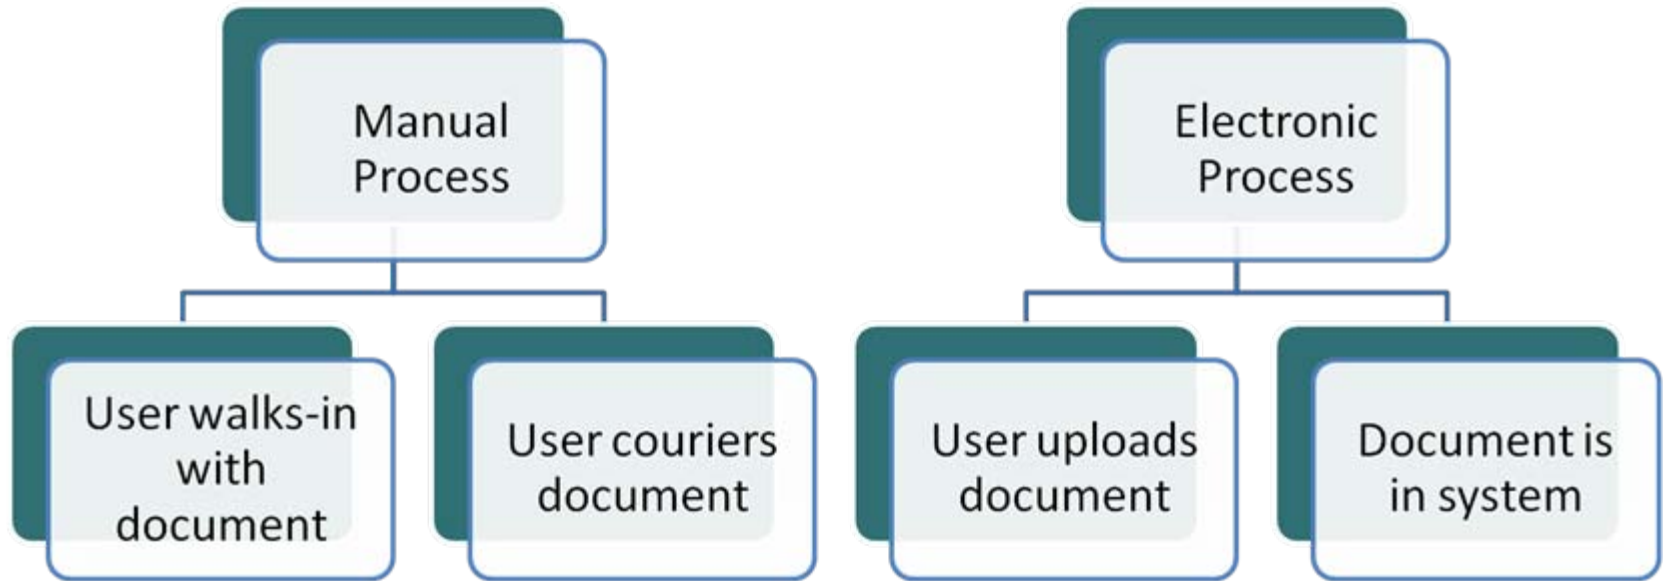 Manual
Process
Electronic
Process
User walks-in
with
document
User couriers
document
User uploads
document
Document is
in system